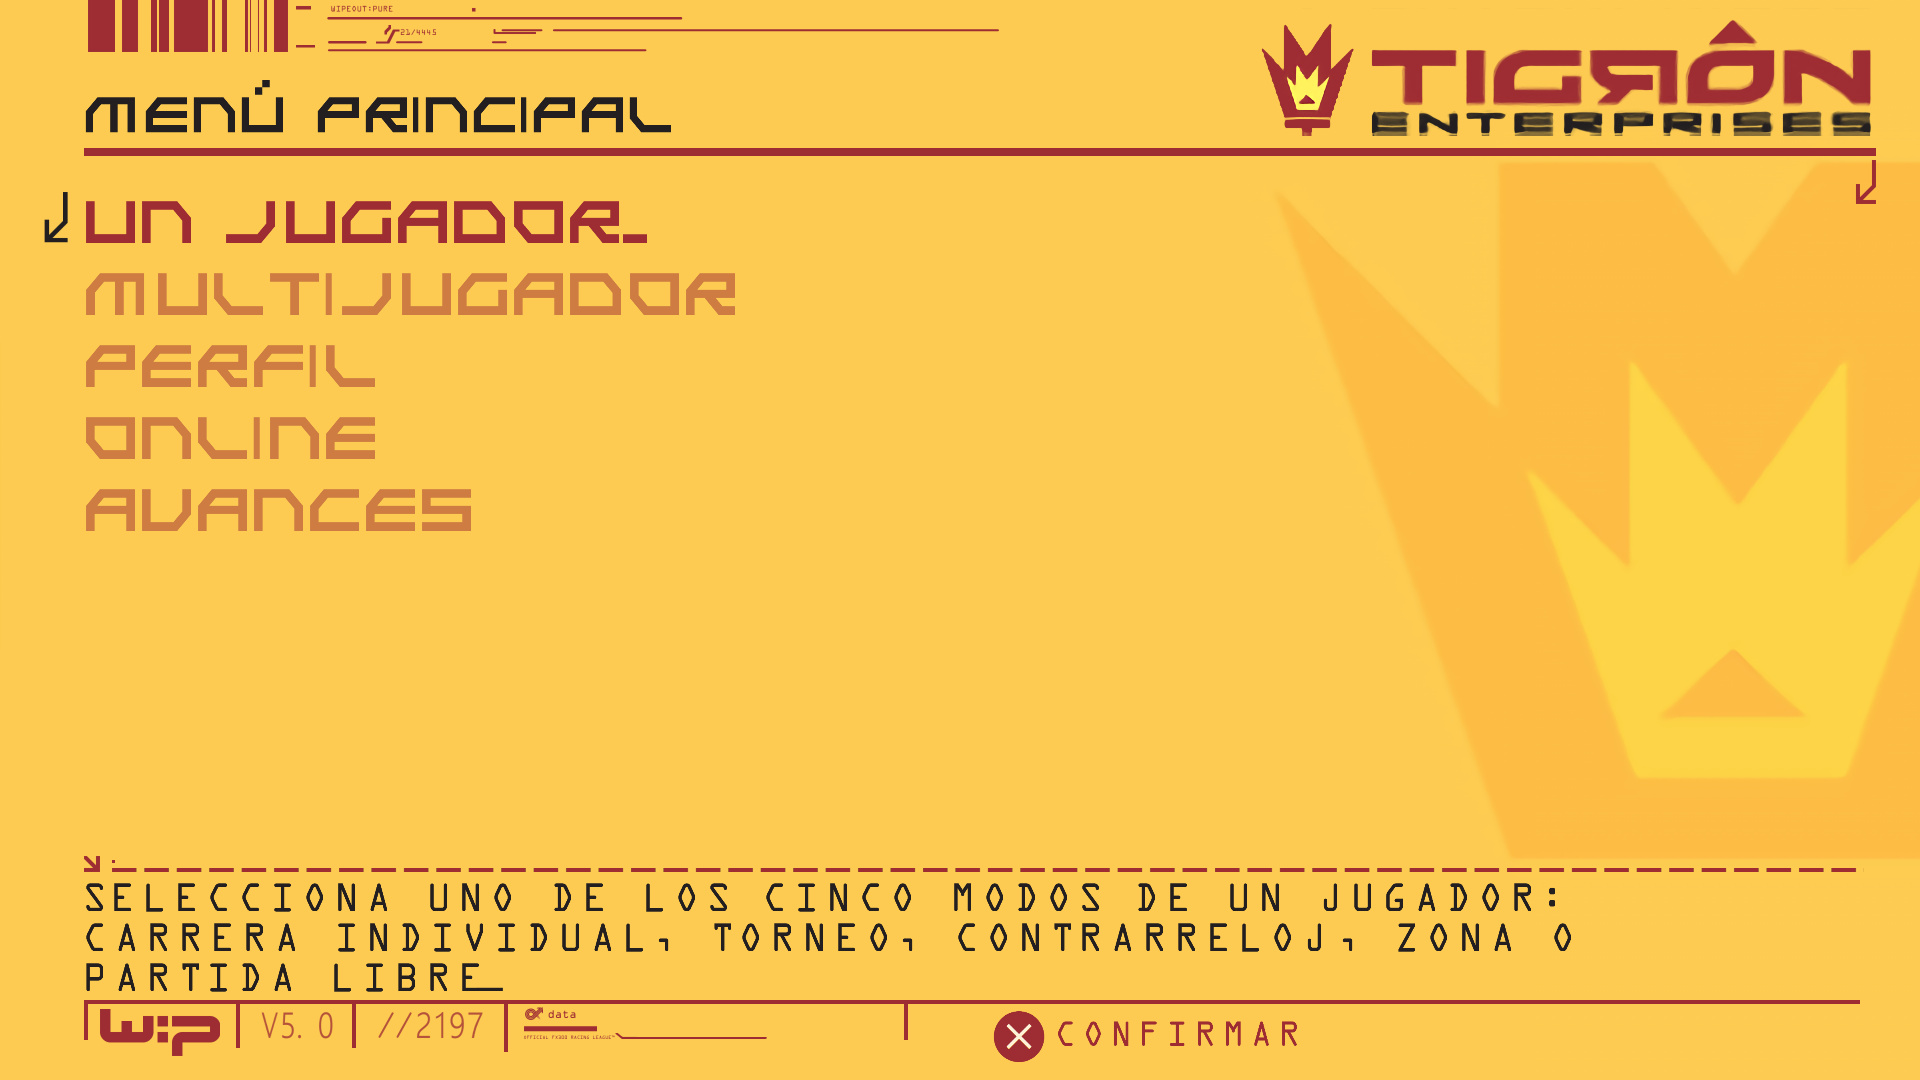 WIPEOUT:PURE
21/4445
TIGRÔN
ENTERPRISES
MENÚ PRINCIPAL
UN JUGADOR_
MULTIJUGADOR
PERFIL
ONLINE
AVANCES
SELECCIONA UNO DE LOS CINCO MODOS DE UN JUGADOR:
CARRERA INDIVIDUAL, TORNEO, CONTRARRELOJ, ZONA O
PARTIDA LIBRE_
wip
V5. 0
//2197
data
OFFICIAL FX300 RACING LEAGUE
CONFIRMAR